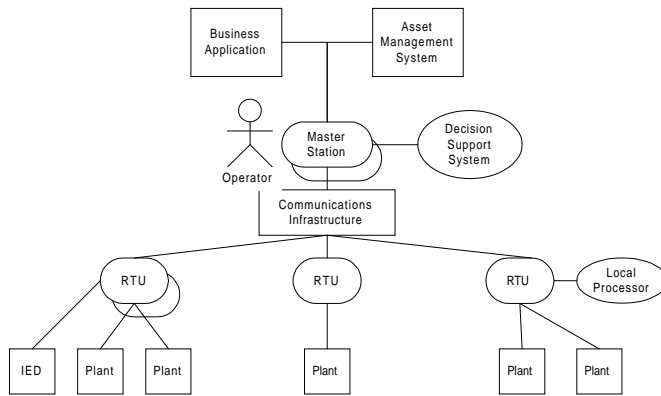 Business
Application
Asset
Management
System
Operator
Master
Station
Decision
Support
System
Communications
Infrastructure
RTU
RTU
RTU
Local
Processor
IED
Plant
Plant
Plant
Plant
Plant